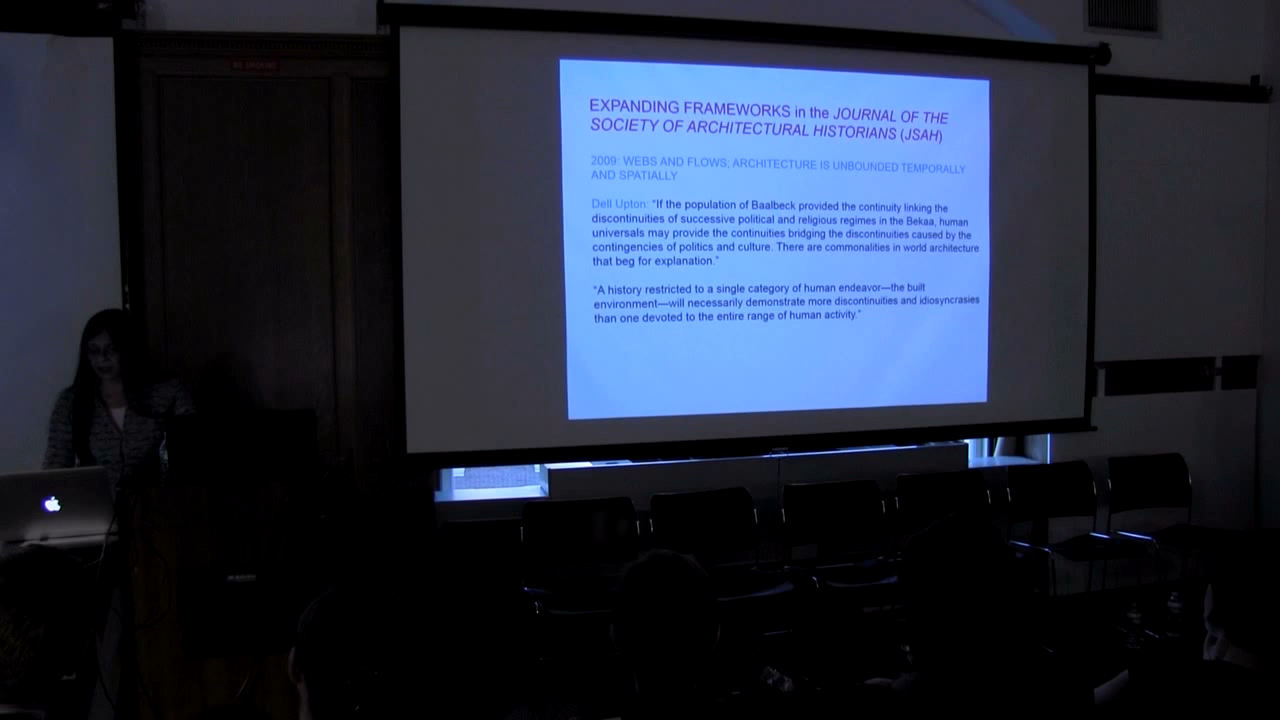 NO SMOKING
EXPANDING FRAMEWORKS in the JOURNAL OF THE
SOCIETY OF ARCHITECTURAL HISTORIANS (JSAH)
2009: WEBS AND FLOWS; ARCHITECTURE IS UNBOUNDED TEMPORALLY
AND SPATIALLY
Dell Upton: “If the population of Baalbeck provided the continuity linking the
discontinuities of successive political and religious regimes in the Bekaa, human
universals may provide the continuities bridging the discontinuities caused by the
contingencies of politics and culture. There are commonalities in world architecture
that beg for explanation.”
“A history restricted to a single category of human endeavor—the built
environment—will necessarily demonstrate more discontinuities and idiosyncrasies
than one devoted to the entire range of human activity.”